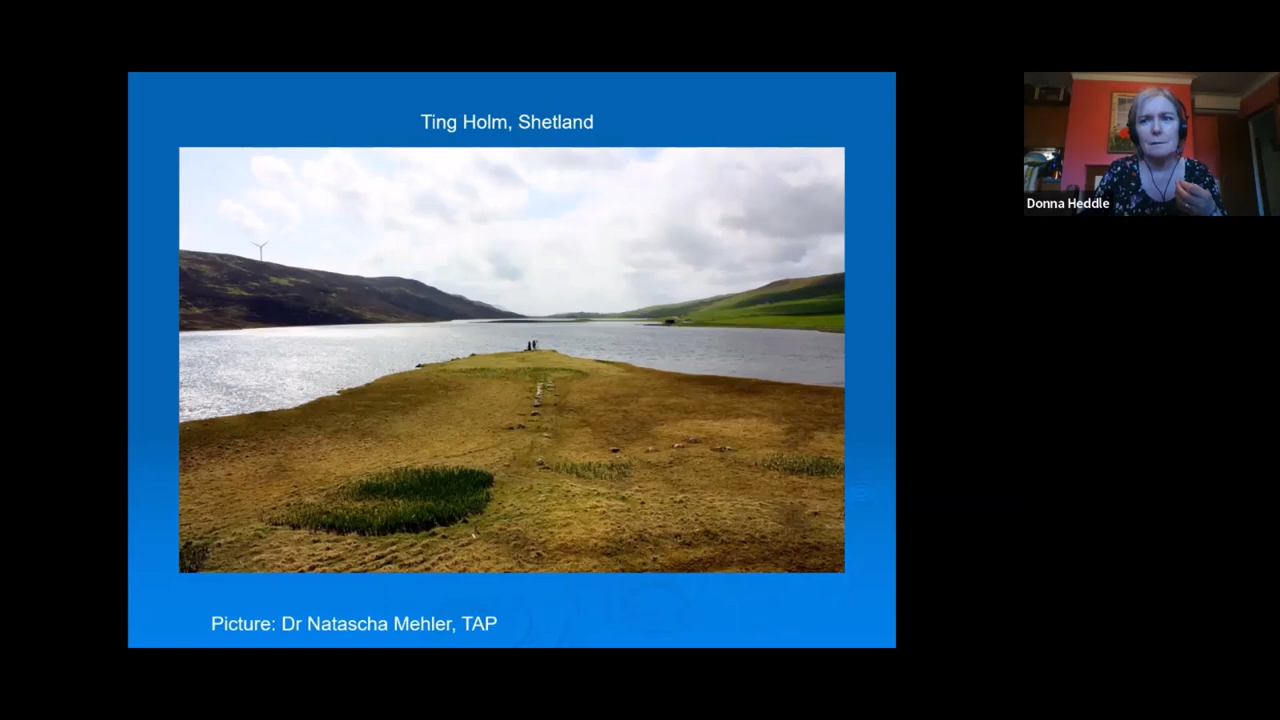 Ting Holm, Shetland
Donna Heddle
Picture: Dr Natascha Mehler, TAP